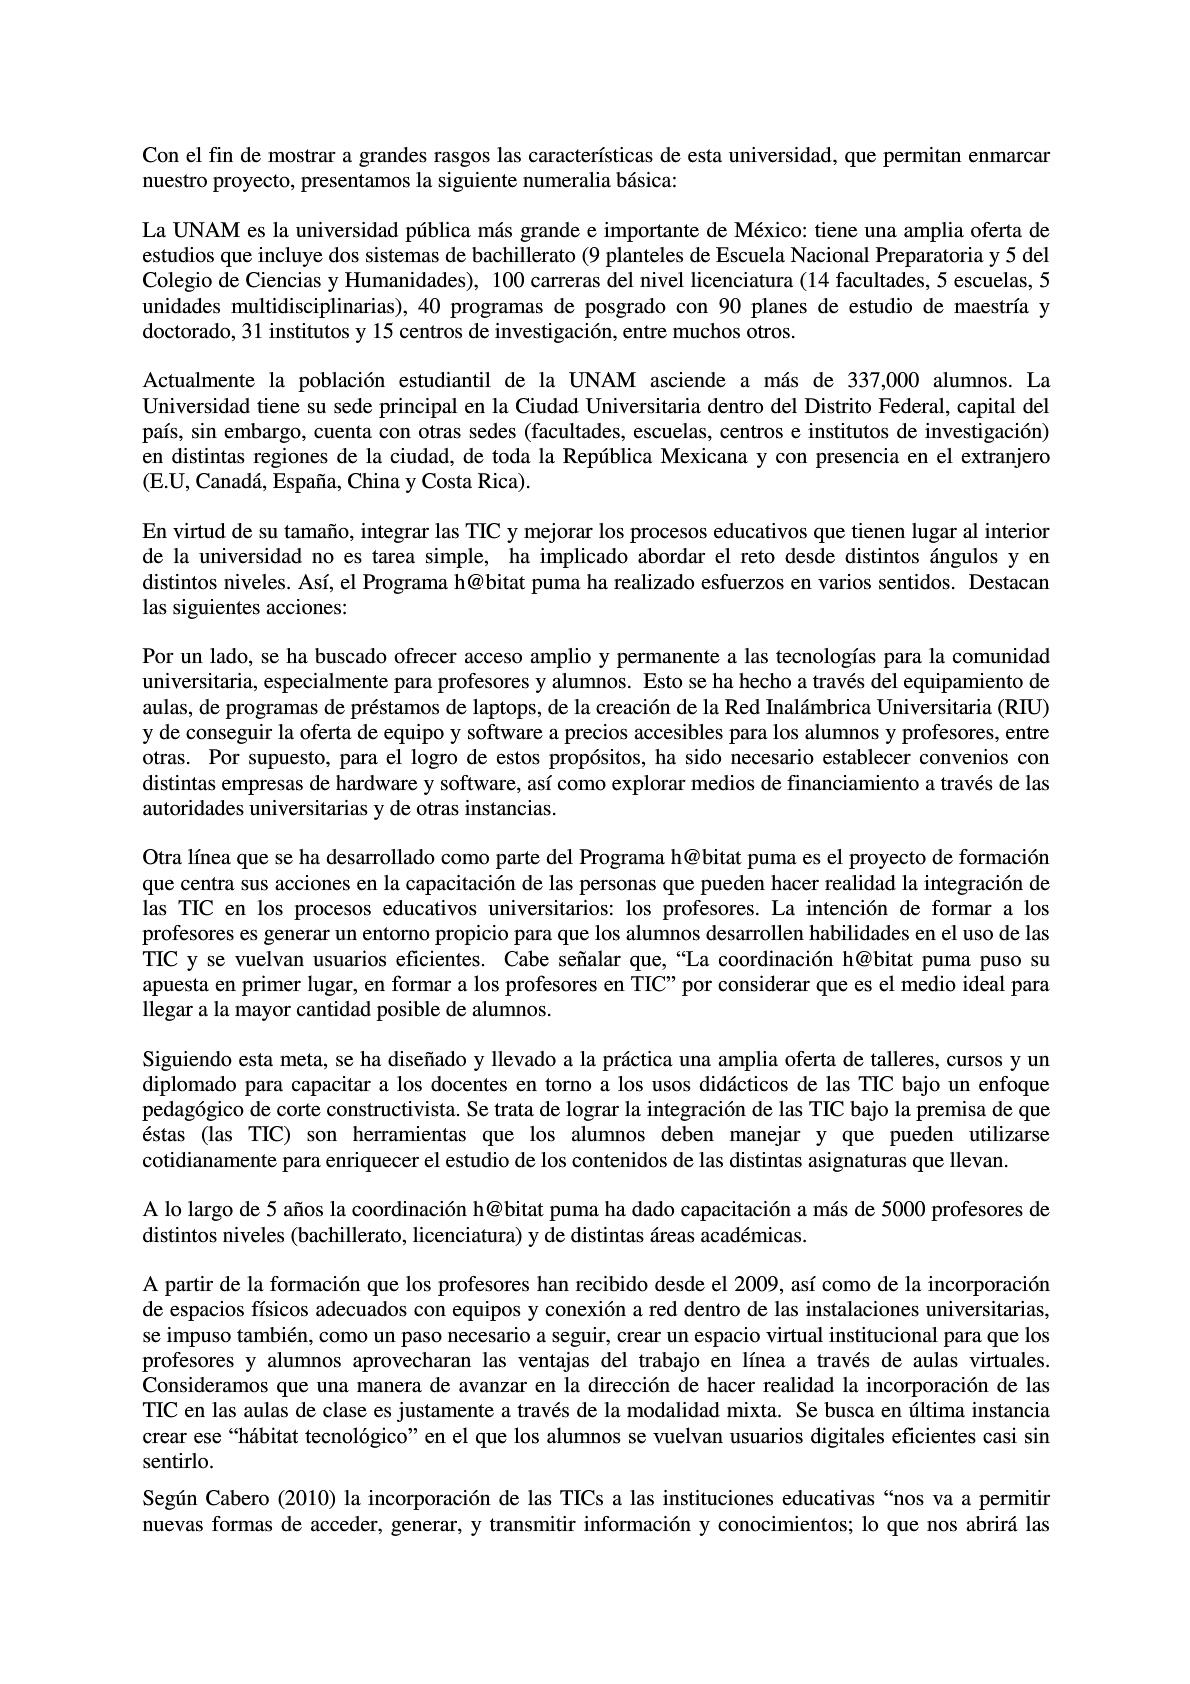 Con el fin de mostrar a grandes rasgos las características de esta universidad, que permitan enmarcar
nuestro proyecto, presentamos la siguiente numeralia básica:
La UNAM es la universidad pública más grande e importante de México: tiene una amplia oferta de
estudios que incluye dos sistemas de bachillerato (9 planteles de Escuela Nacional Preparatoria y 5 del
Colegio de Ciencias y Humanidades), 100 carreras del nivel licenciatura (14 facultades, 5 escuelas, 5
unidades multidisciplinarias), 40 programas de posgrado con 90 planes de estudio de maestría y
doctorado, 31 institutos y 15 centros de investigación, entre muchos otros.
Actualmente la población estudiantil de la UNAM asciende a más de 337,000 alumnos. La
Universidad tiene su sede principal en la Ciudad Universitaria dentro del Distrito Federal, capital del
país, sin embargo, cuenta con otras sedes (facultades, escuelas, centros e institutos de investigación)
en distintas regiones de la ciudad, de toda la República Mexicana y con presencia en el extranjero
(E.U, Canadá, España, China y Costa Rica).
En virtud de su tamaño, integrar las TIC y mejorar los procesos educativos que tienen lugar al interior
de la universidad no es tarea simple, ha implicado abordar el reto desde distintos ángulos y en
distintos niveles. Así, el Programa h@bitat puma ha realizado esfuerzos en varios sentidos. Destacan
las siguientes acciones:
Por un lado, se ha buscado ofrecer acceso amplio y permanente a las tecnologías para la comunidad
universitaria, especialmente para profesores y alumnos. Esto se ha hecho a través del equipamiento de
aulas, de programas de préstamos de laptops, de la creación de la Red Inalámbrica Universitaria (RIU)
y de conseguir la oferta de equipo y software a precios accesibles para los alumnos y profesores, entre
otras. Por supuesto, para el logro de estos propósitos, ha sido necesario establecer convenios con
distintas empresas de hardware y software, así como explorar medios de financiamiento a través de las
autoridades universitarias y de otras instancias.
Otra línea que se ha desarrollado como parte del Programa h@bitat puma es el proyecto de formación
que centra sus acciones en la capacitación de las personas que pueden hacer realidad la integración de
las TIC en los procesos educativos universitarios: los profesores. La intención de formar a los
profesores es generar un entorno propicio para que los alumnos desarrollen habilidades en el uso de las
TIC y se vuelvan usuarios eficientes. Cabe señalar que, “La coordinación h@bitat puma puso su
apuesta en primer lugar, en formar a los profesores en TIC” por considerar que es el medio ideal para
llegar a la mayor cantidad posible de alumnos.
Siguiendo esta meta, se ha diseñado y llevado a la práctica una amplia oferta de talleres, cursos y un
diplomado para capacitar a los docentes en torno a los usos didácticos de las TIC bajo un enfoque
pedagógico de corte constructivista. Se trata de lograr la integración de las TIC bajo la premisa de que
éstas (las TIC) son herramientas que los alumnos deben manejar y que pueden utilizarse
cotidianamente para enriquecer el estudio de los contenidos de las distintas asignaturas que llevan.
A lo largo de 5 años la coordinación h@bitat puma ha dado capacitación a más de 5000 profesores de
distintos niveles (bachillerato, licenciatura) y de distintas áreas académicas.
A partir de la formación que los profesores han recibido desde el 2009, así como de la incorporación
de espacios físicos adecuados con equipos y conexión a red dentro de las instalaciones universitarias,
se impuso también, como un paso necesario a seguir, crear un espacio virtual institucional para que los
profesores y alumnos aprovecharan las ventajas del trabajo en línea a través de aulas virtuales.
Consideramos que una manera de avanzar en la dirección de hacer realidad la incorporación de las
TIC en las aulas de clase es justamente a través de la modalidad mixta. Se busca en última instancia
crear ese “hábitat tecnológico” en el que los alumnos se vuelvan usuarios digitales eficientes casi sin
sentirlo.
Según Cabero (2010) la incorporación de las TICs a las instituciones educativas “nos va a permitir
nuevas formas de acceder, generar, y transmitir información y conocimientos; lo que nos abrirá las